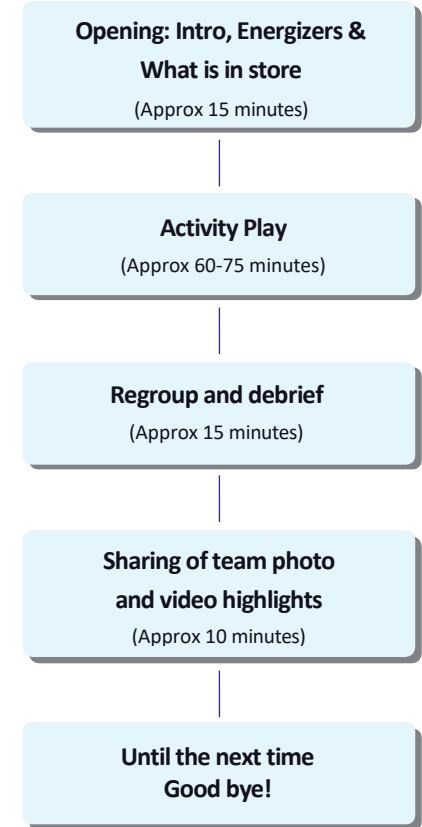 Opening: Intro, Energizers &
What is in store
(Approx 15 minutes)
Activity Play
(Approx 60-75 minutes)
Regroup and debrief
(Approx 15 minutes)
Sharing of team photo
and video highlights
(Approx 10 minutes)
Until the next time
Good bye!